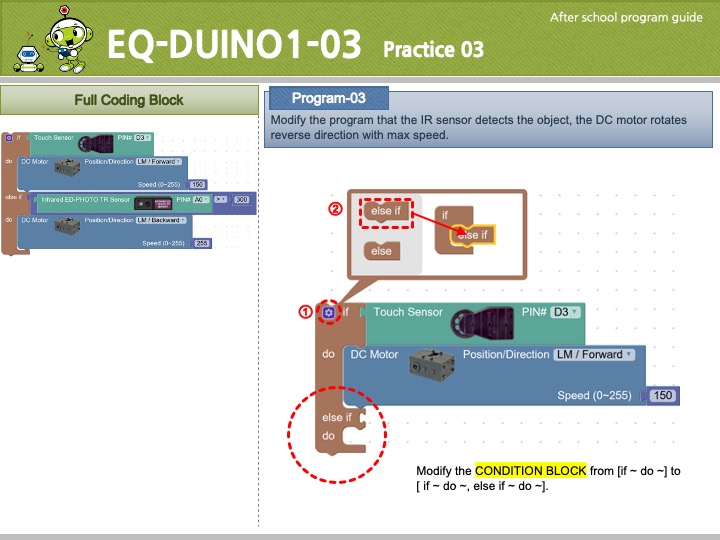 After school program guide
EQ-DUINO1-03 Practice 03
Full Coding Block
if Touch Sensor PIN# D3
do DC Motor Position/Direction LM / Forward
Speed (0~255) 150
else if Infrared ED-PHOTO TR Sensor PIN# A0 > 300
do DC Motor Position/Direction LM / Backward
Speed (0~255) 255
Program-03
Modify the program that the IR sensor detects the object, the DC motor rotates
reverse direction with max speed.
② else if if
else if
else
① if Touch Sensor PIN# D3
do DC Motor Position/Direction LM / Forward
Speed (0~255) 150
else if
do
Modify the CONDITION BLOCK from [if ~ do ~] to
[ if ~ do ~, else if ~ do ~].